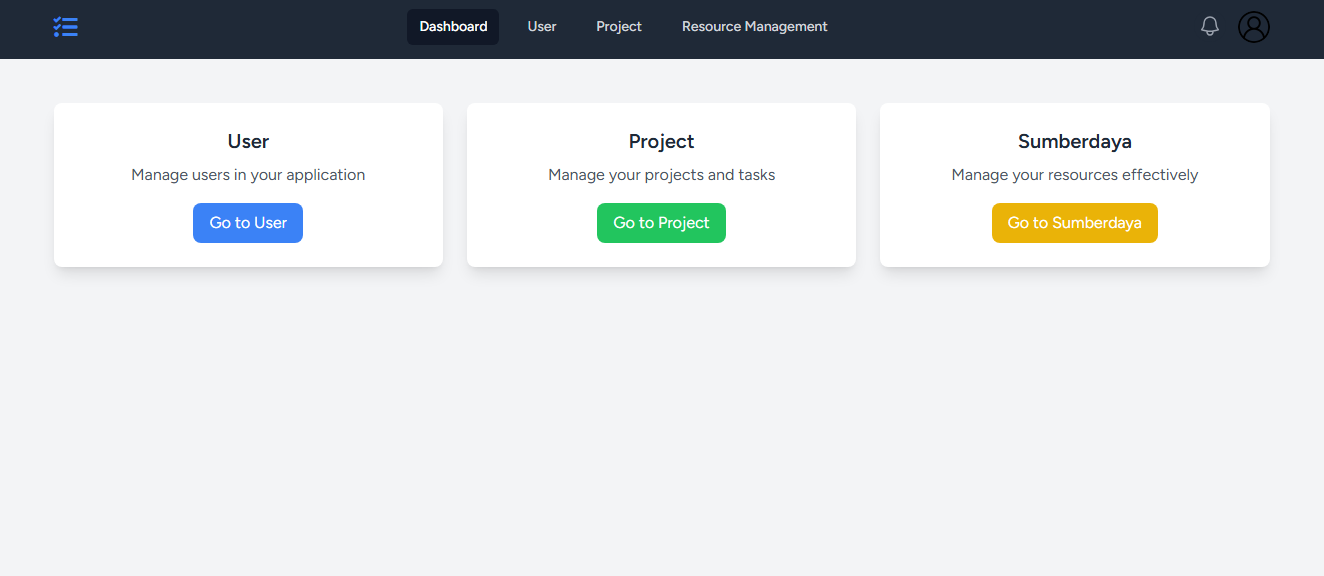 Dashboard User Project Resource Management
User
Manage users in your application
Go to User
Project
Manage your projects and tasks
Go to Project
Sumberdaya
Manage your resources effectively
Go to Sumberdaya